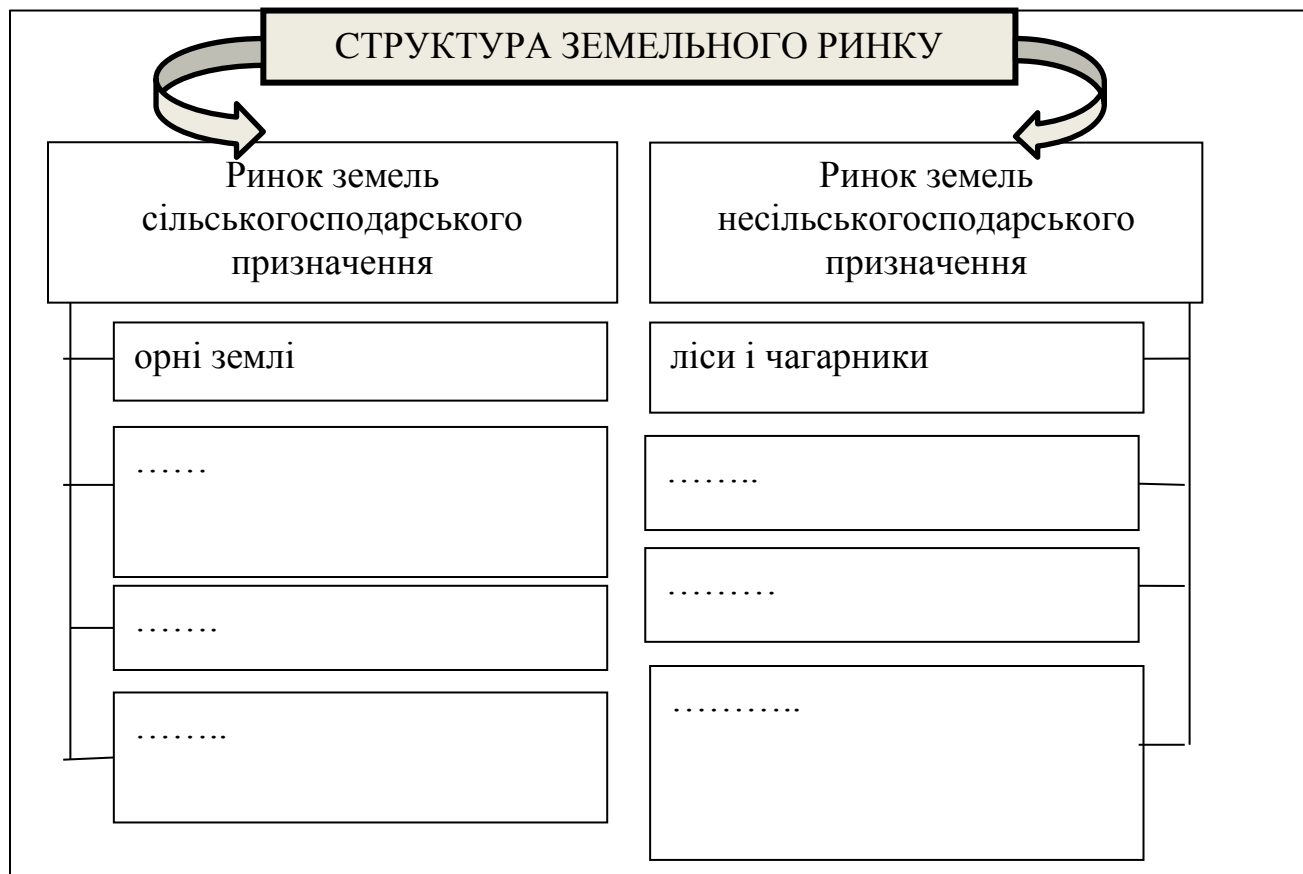 СТРУКТУРА ЗЕМЕЛЬНОГО РИНКУ
Ринок земель
сільськогосподарського
призначення
орні землі
……
…….
……..
Ринок земель
несільськогосподарського
призначення
ліси і чагарники
……..
………
………..